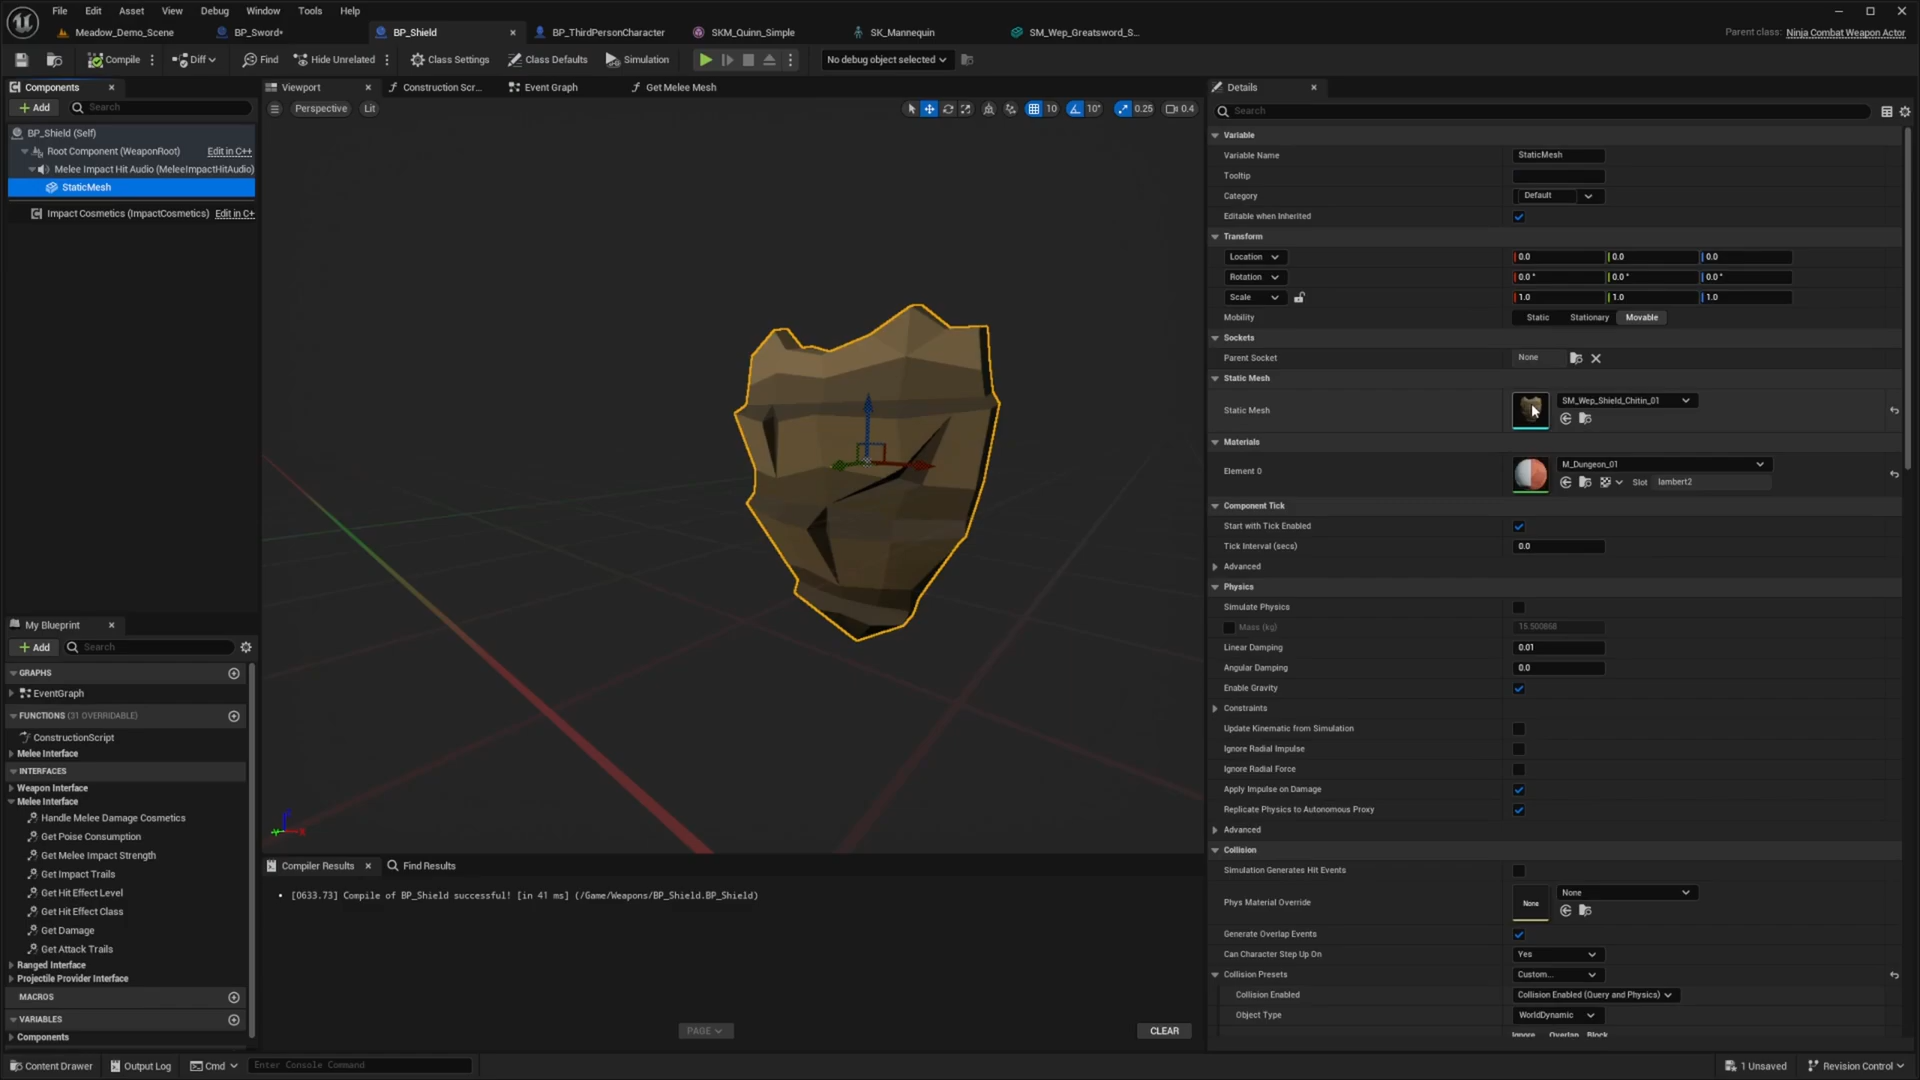 File Edit Asset View Debug Window Tools Help
Meadow_Demo_Scene BP_Sword* BP_Shield BP_ThirdPersonCharacter SKM_Quinn_Simple SK_Mannequin SM_Wep_Greatsword_S... Parent class: Ninja Combat Weapon Actor
Compile Diff Find Hide Unrelated Class Settings Class Defaults Simulation No debug object selected
Components
Add Search
BP_Shield (Self)
Root Component (WeaponRoot) Edit in C++
Melee Impact Hit Audio (MeleeImpactHitAudio)
StaticMesh
Impact Cosmetics (ImpactCosmetics) Edit in C+
My Blueprint
Add Search
GRAPHS
EventGraph
FUNCTIONS (31 OVERRIDABLE)
ConstructionScript
Melee Interface
INTERFACES
Weapon Interface
Melee Interface
Handle Melee Damage Cosmetics
Get Poise Consumption
Get Melee Impact Strength
Get Impact Trails
Get Hit Effect Level
Get Hit Effect Class
Get Damage
Get Attack Trails
Ranged Interface
Projectile Provider Interface
MACROS
VARIABLES
Components
Viewport Construction Scr... Event Graph Get Melee Mesh
Perspective Lit 10 10° 0.25 0.4
Compiler Results Find Results
[0633.73] Compile of BP_Shield successful! [in 41 ms] (/Game/Weapons/BP_Shield.BP_Shield)
PAGE CLEAR
Details
Search
Variable
Variable Name StaticMesh
Tooltip
Category Default
Editable when Inherited
Transform
Location 0.0 0.0 0.0
Rotation 0.0° 0.0° 0.0°
Scale 1.0 1.0 1.0
Mobility Static Stationary Movable
Sockets
Parent Socket None
Static Mesh
Static Mesh SM_Wep_Shield_Chitin_01
Materials
Element 0 M_Dungeon_01
Slot lambert2
Component Tick
Start with Tick Enabled
Tick Interval (secs) 0.0
Advanced
Physics
Simulate Physics
Mass (kg) 15.500868
Linear Damping 0.01
Angular Damping 0.0
Enable Gravity
Constraints
Update Kinematic from Simulation
Ignore Radial Impulse
Ignore Radial Force
Apply Impulse on Damage
Replicate Physics to Autonomous Proxy
Advanced
Collision
Simulation Generates Hit Events
Phys Material Override None None
Generate Overlap Events
Can Character Step Up On Yes
Collision Presets Custom...
Collision Enabled Collision Enabled (Query and Physics)
Object Type WorldDynamic
Ignore Overlap Block
Content Drawer Output Log Cmd Enter Console Command 1 Unsaved Revision Control